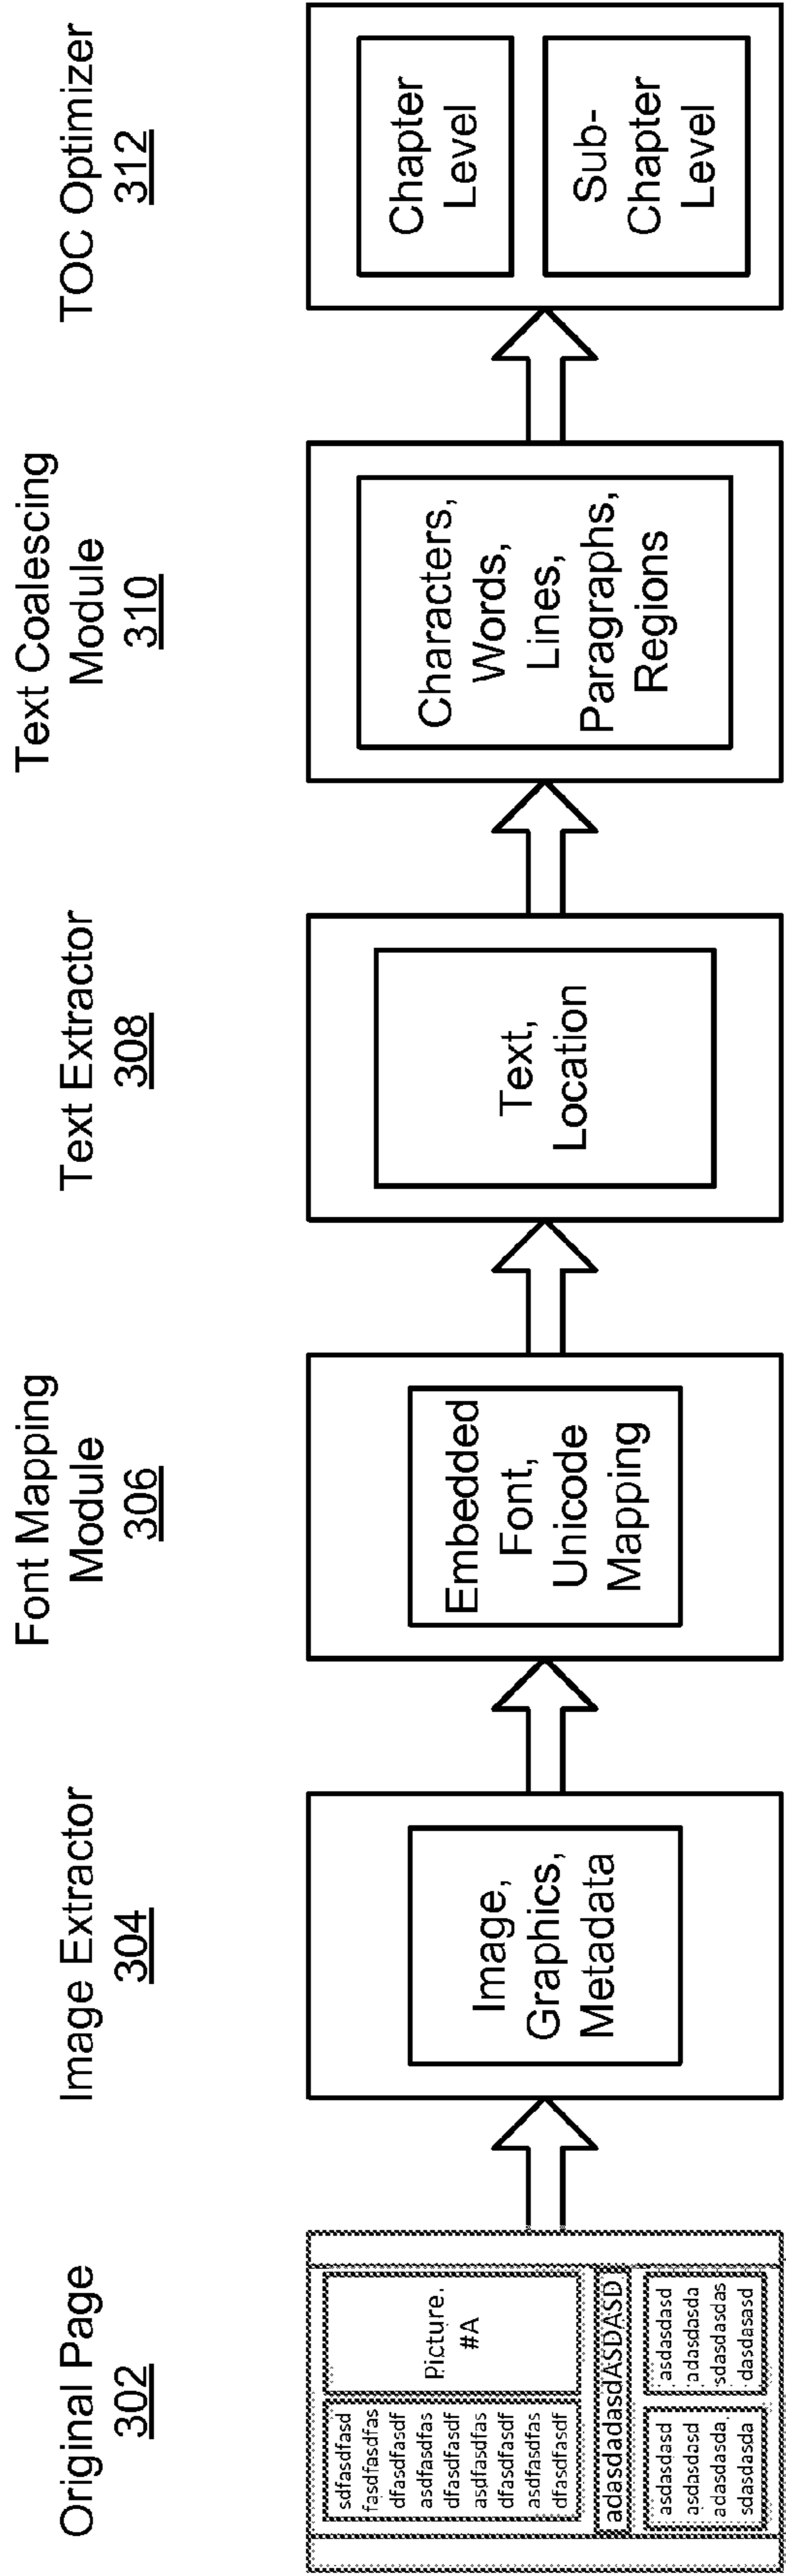 Original Page
302
sdfasdfasd
fasdfasdfas
dfasdfasdf
asdfasdfas
dfasdfasdf
asdfasdfas
dfasdfasdf
asdfasdfas
dfasdfasdf
Picture.
#A
adasdadasdASDASD
asdasdasd
asdasdasd
adasdasda,
sdasdasda
asdasdasd
adasdasda
sdasdasdas
dasdasasd
Image Extractor
304
Image,
Graphics,
Metadata
Font Mapping
Module
306
Embedded
Font,
Unicode
Mapping
Text Extractor
308
Text,
Location
Text Coalescing
Module
310
Characters,
Words,
Lines,
Paragraphs,
Regions
TOC Optimizer
312
Chapter
Level
Sub-
Chapter
Level